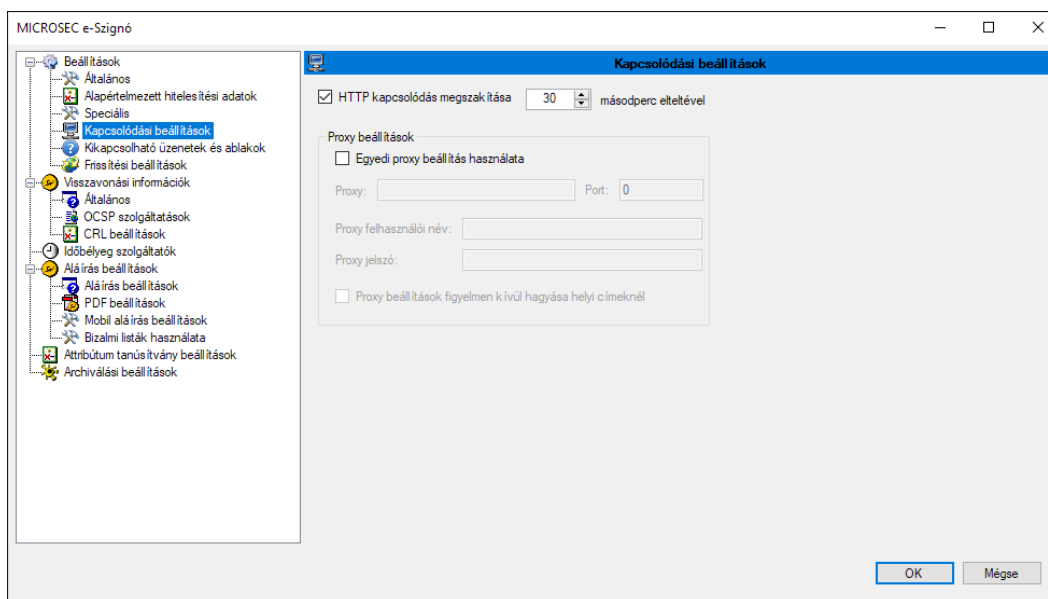 MICROSEC e-Szignó
Beállítások
Általános
Alapértelmezett hitelesítési adatok
Speciális
Kapcsolódási beállítások
Kikapcsolható üzenetek és ablakok
Frissítési beállítások
Visszavonási információk
Általános
OCSP szolgáltatások
CRL beállítások
Időbélyeg szolgáltatók
Aláírás beállítások
Aláírás beállítások
PDF beállítások
Mobil aláírás beállítások
Bizalmi listák használata
Attribútum tanúsítvány beállítások
Archiválási beállítások
Kapcsolódási beállítások
HTTP kapcsolódás megszakítása 30 másodperc elteltével
Proxy beállítások
Egyedi proxy beállítás használata
Proxy: Port: 0
Proxy felhasználói név:
Proxy jelszó:
Proxy beállítások figyelmen kívül hagyása helyi címeknél
OK Mégse